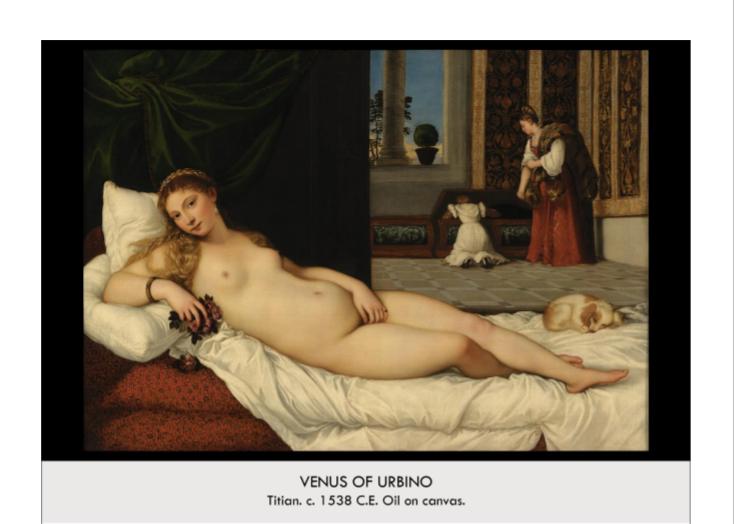 VENUS OF URBINO
Titian. c. 1538 C.E. Oil on canvas.